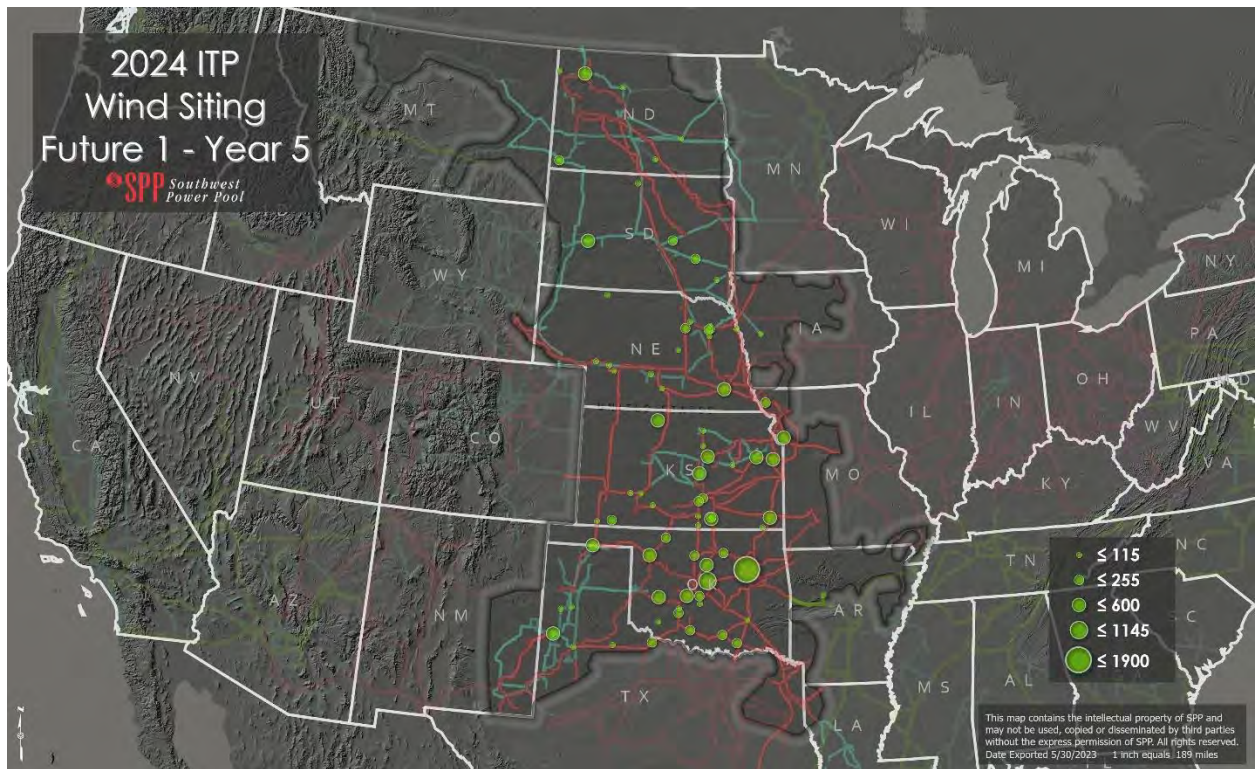 2024 ITP
Wind Siting
Future 1 - Year 5
SPP Southwest
Power Pool
MT
ND
MN
SD
WI
MI
NY
WY
IA
PA
NE
NV
UT
CO
IL
IN
OH
WV
VA
CA
KS
MO
KY
AZ
NM
OK
AR
TN
NC
SC
TX
LA
MS
AL
≤ 115
≤ 255
≤ 600
≤ 1145
≤ 1900
This map contains the intellectual property of SPP and
may not be used, copied or disseminated by third parties
without the express permission of SPP. All rights reserved.
Date Exported 5/30/2023 1 inch equals 189 miles